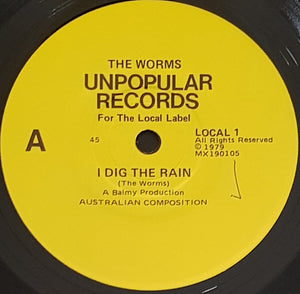 THE WORMS
UNPOPULAR
RECORDS
For The Local Label
A
45
LOCAL 1
All Rights Reserved
© 1979
MX190105
I DIG THE RAIN
(The Worms)
A Balmy Production
AUSTRALIAN COMPOSITION